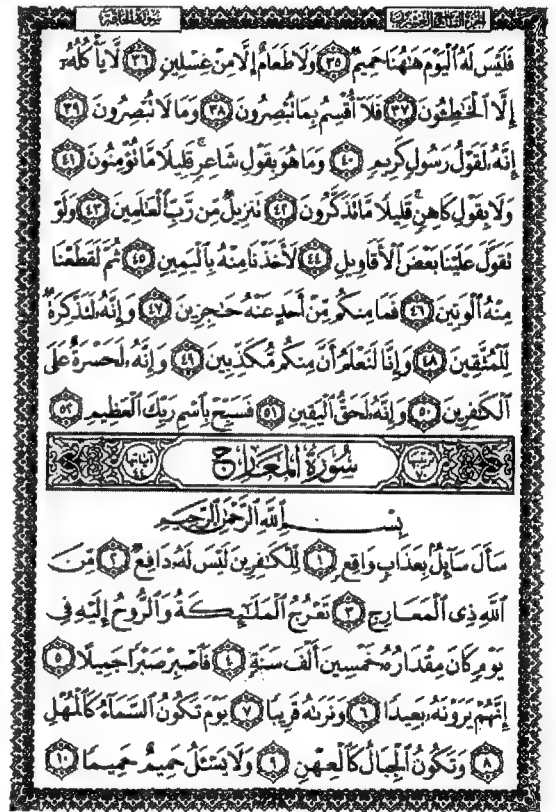 الجزء التاسع والعشرون
سورة الحاقة
فَلَيْسَ لَهُ ٱلْيَوْمَ هَـٰهُنَا حَمِيمٌ ٣٥ وَلَا طَعَامٌ إِلَّا مِنْ غِسْلِينٍ ٣٦ لَّا يَأْكُلُهُۥٓ
إِلَّا ٱلْخَـٰطِـُٔونَ ٣٧ فَلَآ أُقْسِمُ بِمَا تُبْصِرُونَ ٣٨ وَمَا لَا تُبْصِرُونَ ٣٩
إِنَّهُۥ لَقَوْلُ رَسُولٍ كَرِيمٍ ٤٠ وَمَا هُوَ بِقَوْلِ شَاعِرٍ ۚ قَلِيلًا مَّا تُؤْمِنُونَ ٤١
وَلَا بِقَوْلِ كَاهِنٍ ۚ قَلِيلًا مَّا تَذَكَّرُونَ ٤٢ تَنزِيلٌ مِّن رَّبِّ ٱلْعَـٰلَمِينَ ٤٣ وَلَوْ
تَقَوَّلَ عَلَيْنَا بَعْضَ ٱلْأَقَاوِيلِ ٤٤ لَأَخَذْنَا مِنْهُ بِٱلْيَمِينِ ٤٥ ثُمَّ لَقَطَعْنَا
مِنْهُ ٱلْوَتِينَ ٤٦ فَمَا مِنكُم مِّنْ أَحَدٍ عَنْهُ حَـٰجِزِينَ ٤٧ وَإِنَّهُۥ لَتَذْكِرَةٌ
لِّلْمُتَّقِينَ ٤٨ وَإِنَّا لَنَعْلَمُ أَنَّ مِنكُم مُّكَذِّبِينَ ٤٩ وَإِنَّهُۥ لَحَسْرَةٌ عَلَى
ٱلْكَـٰفِرِينَ ٥٠ وَإِنَّهُۥ لَحَقُّ ٱلْيَقِينِ ٥١ فَسَبِّحْ بِٱسْمِ رَبِّكَ ٱلْعَظِيمِ ٥٢
ترتيبها ٧٠ سُورَةُ المَعَارِج آياتها ٤٤
بِسْمِ ٱللَّهِ ٱلرَّحْمَـٰنِ ٱلرَّحِيمِ
سَأَلَ سَآئِلٌۢ بِعَذَابٍ وَاقِعٍ ١ لِّلْكَـٰفِرِينَ لَيْسَ لَهُۥ دَافِعٌ ٢ مِّنَ
ٱللَّهِ ذِى ٱلْمَعَارِجِ ٣ تَعْرُجُ ٱلْمَلَـٰٓئِكَةُ وَٱلرُّوحُ إِلَيْهِ فِى
يَوْمٍ كَانَ مِقْدَارُهُۥ خَمْسِينَ أَلْفَ سَنَةٍ ٤ فَٱصْبِرْ صَبْرًا جَمِيلًا ٥
إِنَّهُمْ يَرَوْنَهُۥ بَعِيدًا ٦ وَنَرَىٰهُ قَرِيبًا ٧ يَوْمَ تَكُونُ ٱلسَّمَآءُ كَٱلْمُهْلِ
٨ وَتَكُونُ ٱلْجِبَالُ كَٱلْعِهْنِ ٩ وَلَا يَسْـَٔلُ حَمِيمٌ حَمِيمًا ١٠